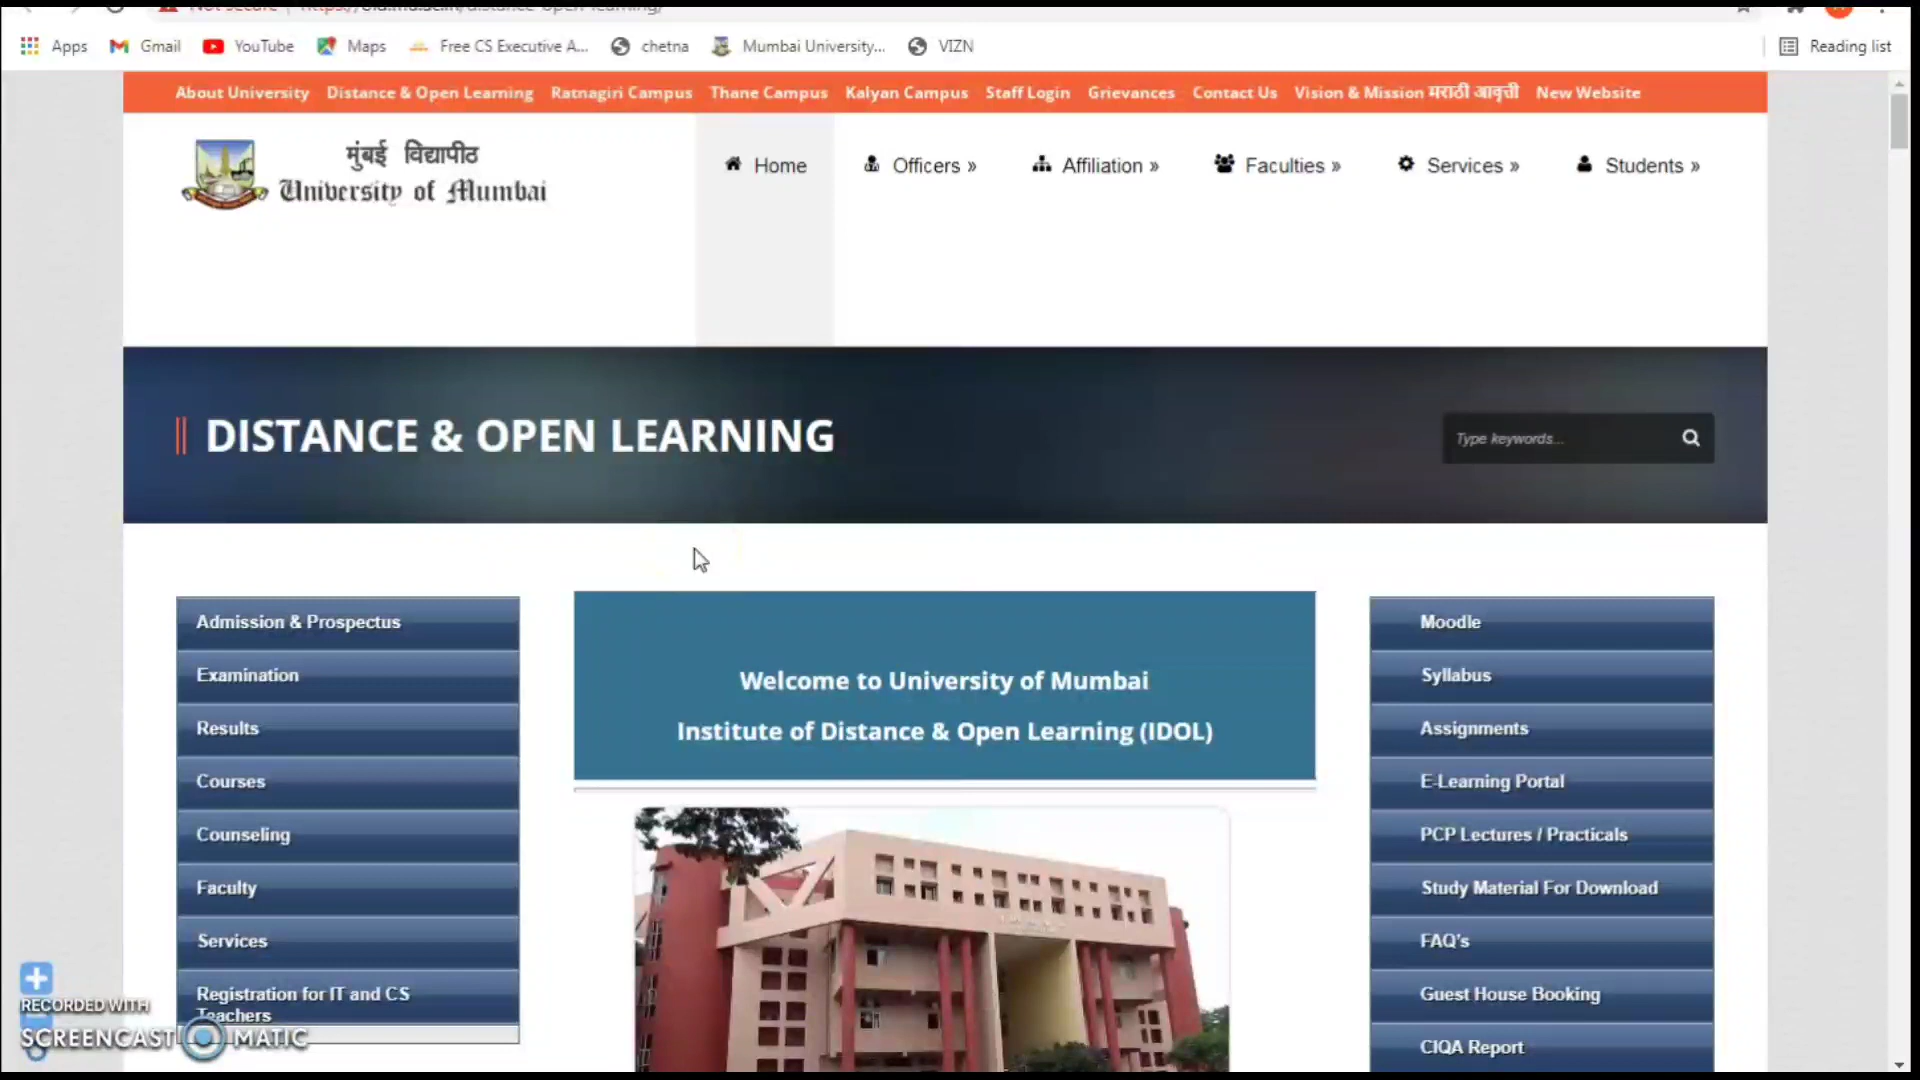 Apps Gmail YouTube Maps Free CS Executive A... chetna Mumbai University... VIZN Reading list
About University Distance & Open Learning Ratnagiri Campus Thane Campus Kalyan Campus Staff Login Grievances Contact Us Vision & Mission मराठी आवृत्ती New Website
मुंबई विद्यापीठ
University of Mumbai
Home Officers » Affiliation » Faculties » Services » Students »
DISTANCE & OPEN LEARNING
Type keywords...
Admission & Prospectus
Examination
Results
Courses
Counseling
Faculty
Services
Registration for IT and CS
Teachers
Welcome to University of Mumbai
Institute of Distance & Open Learning (IDOL)
Moodle
Syllabus
Assignments
E-Learning Portal
PCP Lectures / Practicals
Study Material For Download
FAQ's
Guest House Booking
CIQA Report
RECORDED WITH
SCREENCAST MATIC